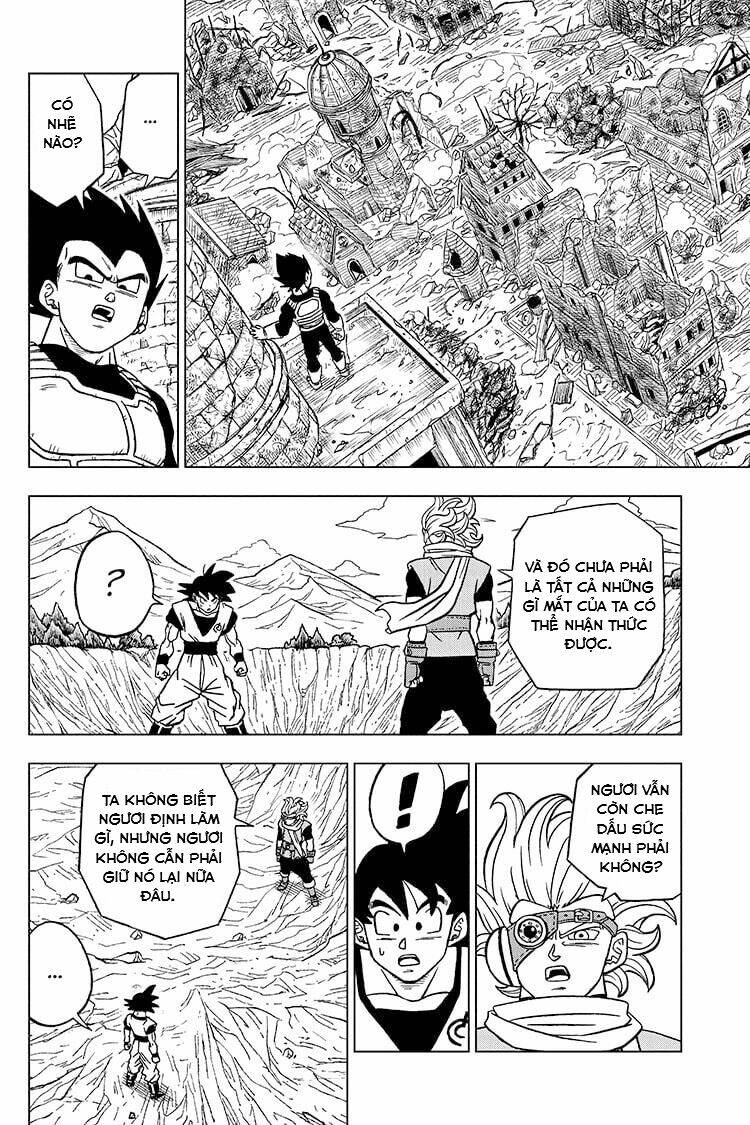 ...
CÓ
NHẼ
NÀO?
VÀ ĐÓ CHƯA PHẢI
LÀ TẤT CẢ NHỮNG
GÌ MẮT CỦA TA CÓ
THỂ NHẬN THỨC
ĐƯỢC.
?
NGƯƠI VẪN
CÒN CHE
DẤU SỨC
MẠNH PHẢI
KHÔNG?
!
TA KHÔNG BIẾT
NGƯƠI ĐỊNH LÀM
GÌ, NHƯNG NGƯƠI
KHÔNG CẦN PHẢI
GIỮ NÓ LẠI NỮA
ĐÂU.
...